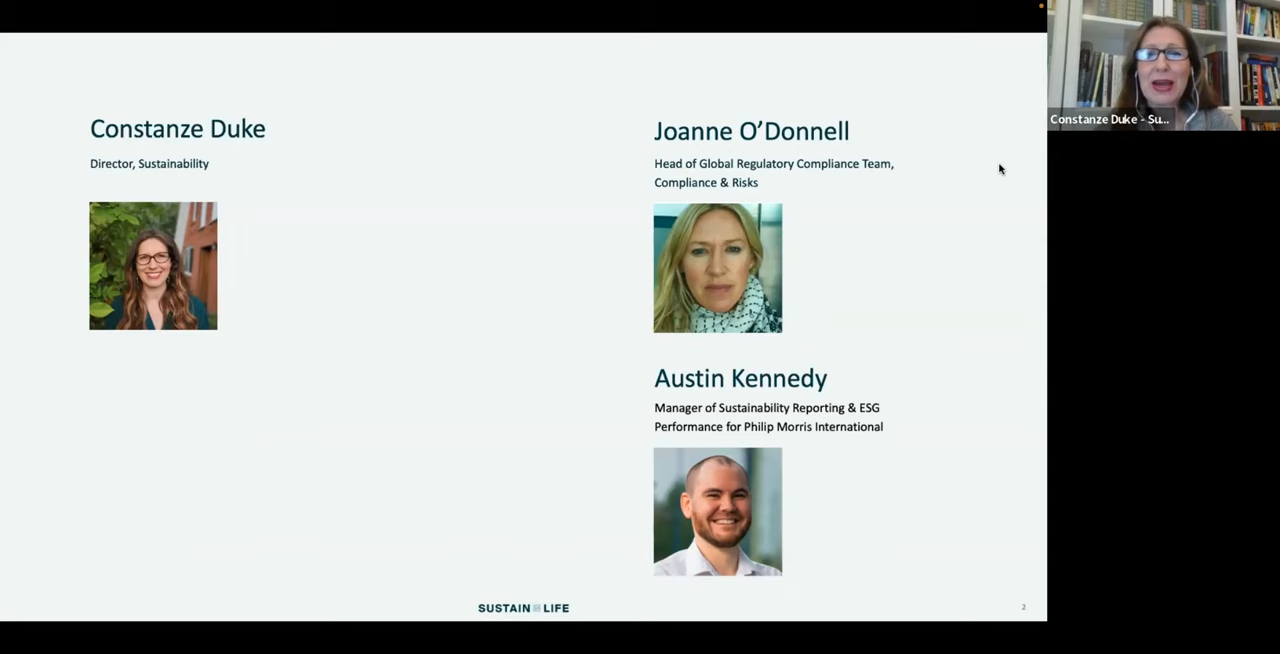 Constanze Duke
Director, Sustainability
Joanne O’Donnell
Head of Global Regulatory Compliance Team,
Compliance & Risks
Austin Kennedy
Manager of Sustainability Reporting & ESG
Performance for Philip Morris International
SUSTAIN LIFE
2
Constanze Duke - Su...